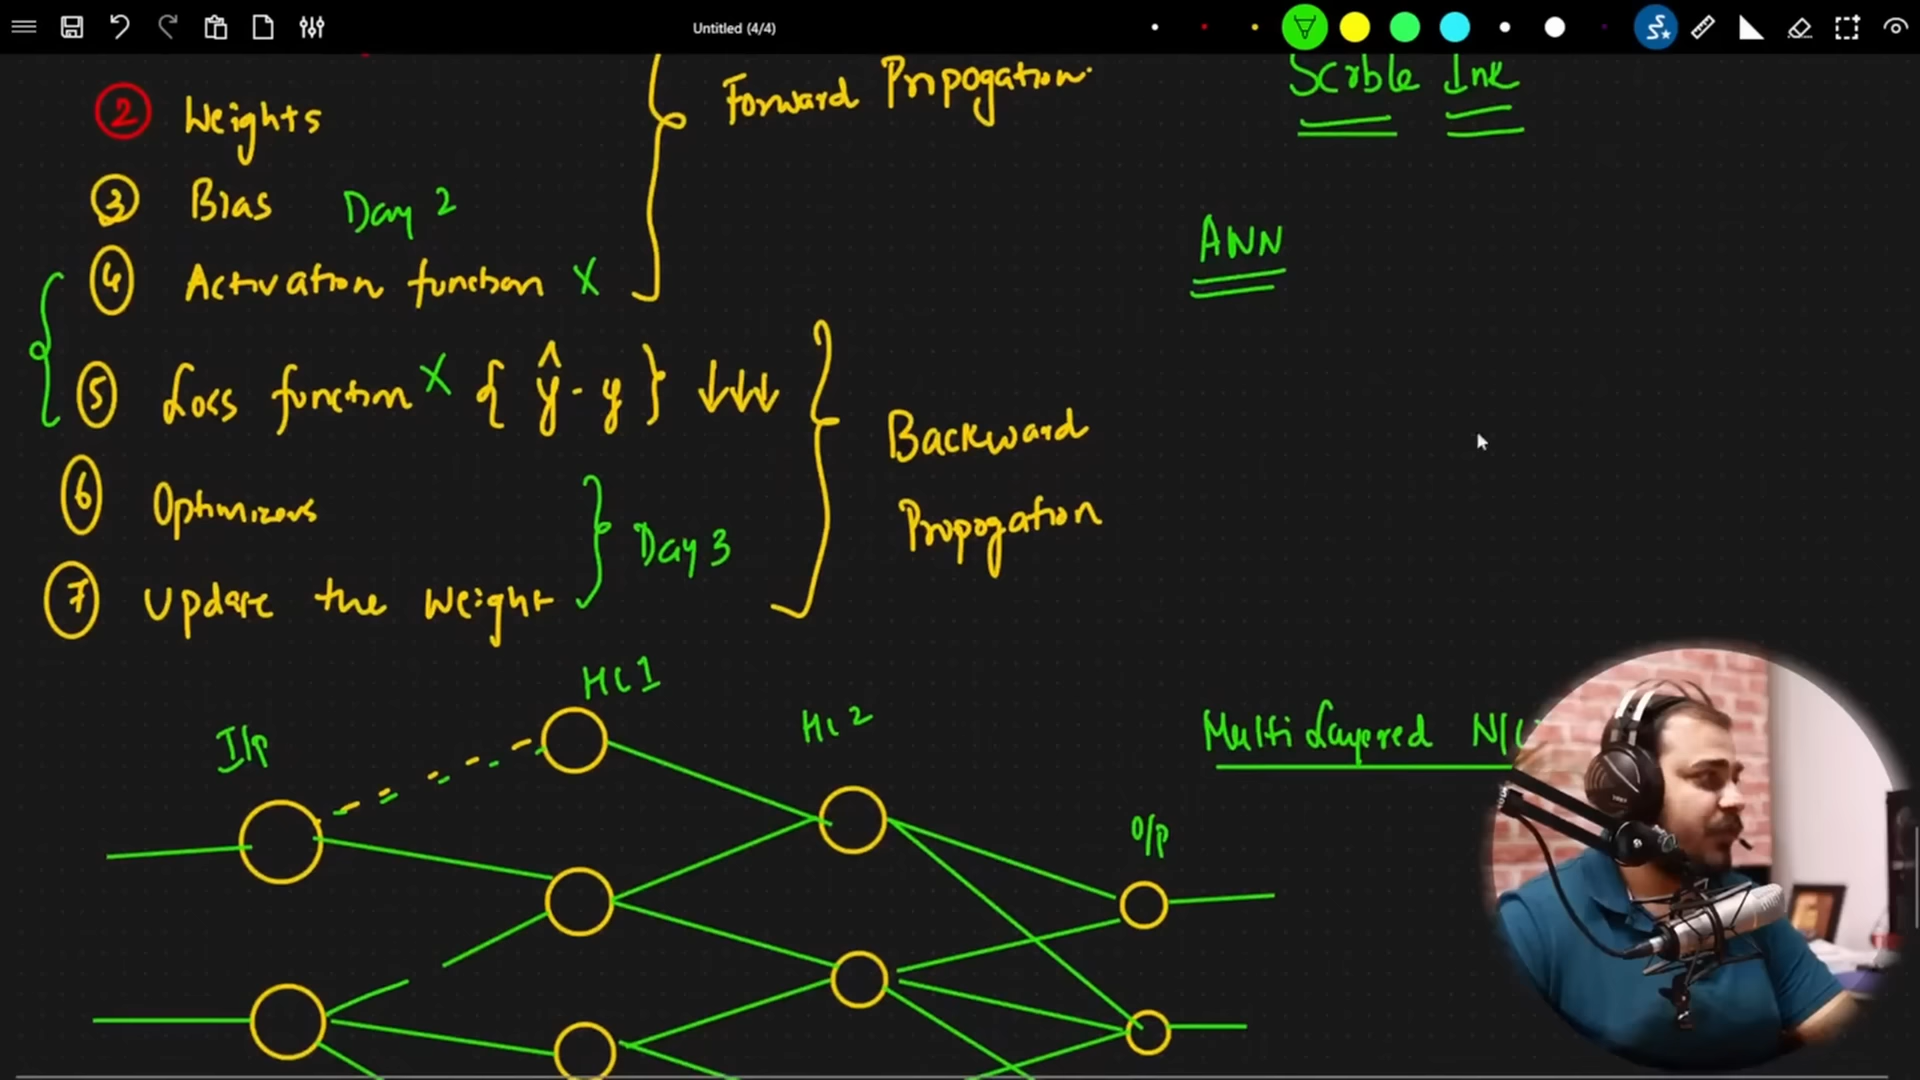 Untitled (4/4)
Forward Propogation
Scrble Ink
② Weights
③ Bias Day 2
ANN
④ Activation function X
⑤ Loss function X { ŷ - y } ↓↓↓
Backward
Propogation
⑥ Optimizers
Day 3
⑦ Update the weight
HL1
I/p
HL2
Multi Layered N/
O/p